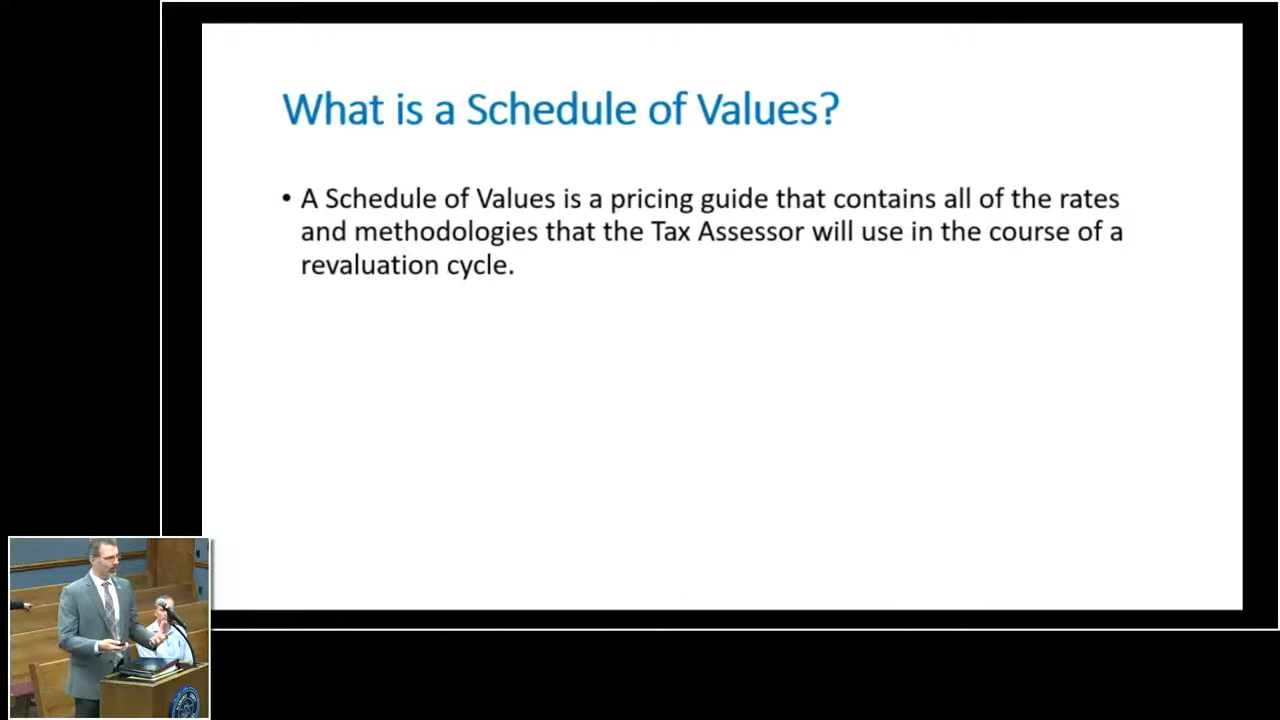 What is a Schedule of Values?
• A Schedule of Values is a pricing guide that contains all of the rates
and methodologies that the Tax Assessor will use in the course of a
revaluation cycle.